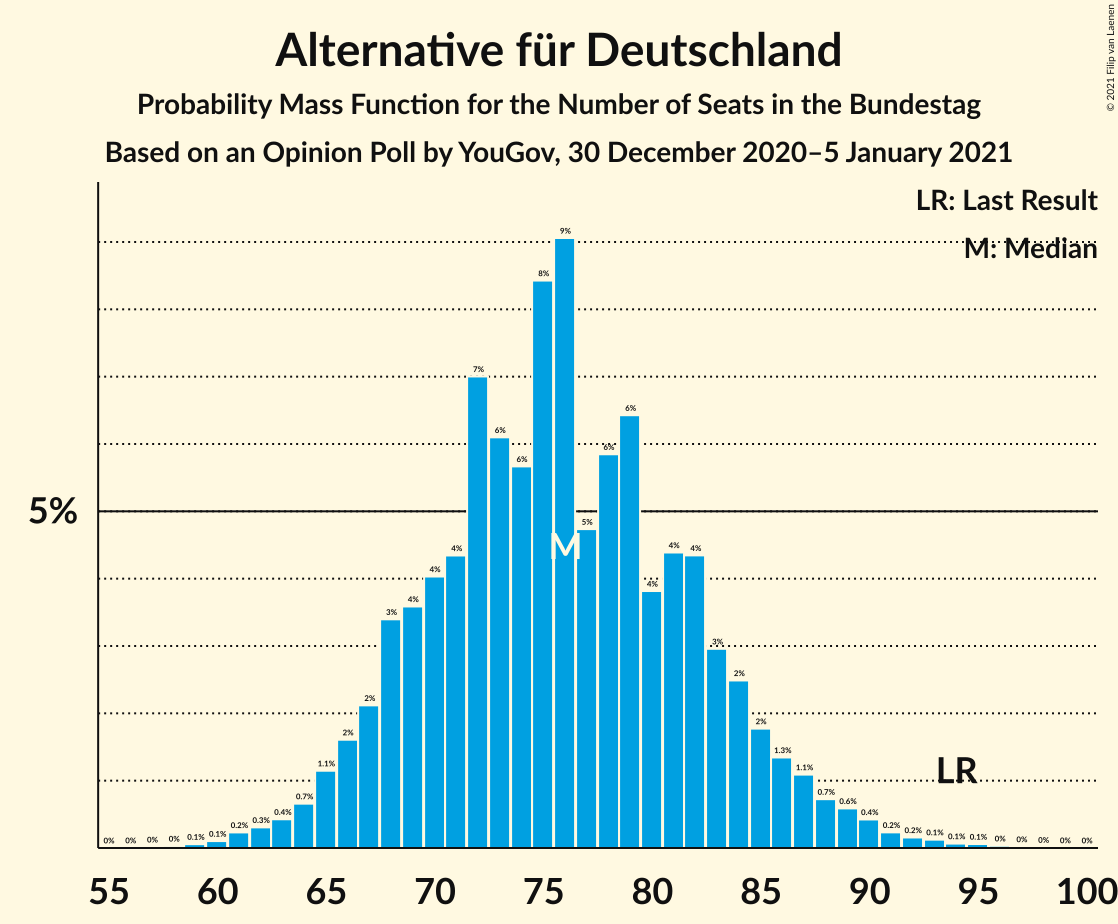 Alternative für Deutschland
Probability Mass Function for the Number of Seats in the Bundestag
Based on an Opinion Poll by YouGov, 30 December 2020–5 January 2021
© 2021 Filip van Laenen
LR: Last Result
M: Median
5%
0% 0% 0% 0% 0.1% 0.1% 0.2% 0.3% 0.4% 0.7% 1.1% 2% 2% 3% 4% 4% 4% 7% 6% 6% 8% 9% 5% 6% 6% 4% 4% 4% 3% 2% 2% 1.3% 1.1% 0.7% 0.6% 0.4% 0.2% 0.2% 0.1% 0.1% 0.1% 0% 0% 0% 0% 0%
M
LR
55 60 65 70 75 80 85 90 95 100